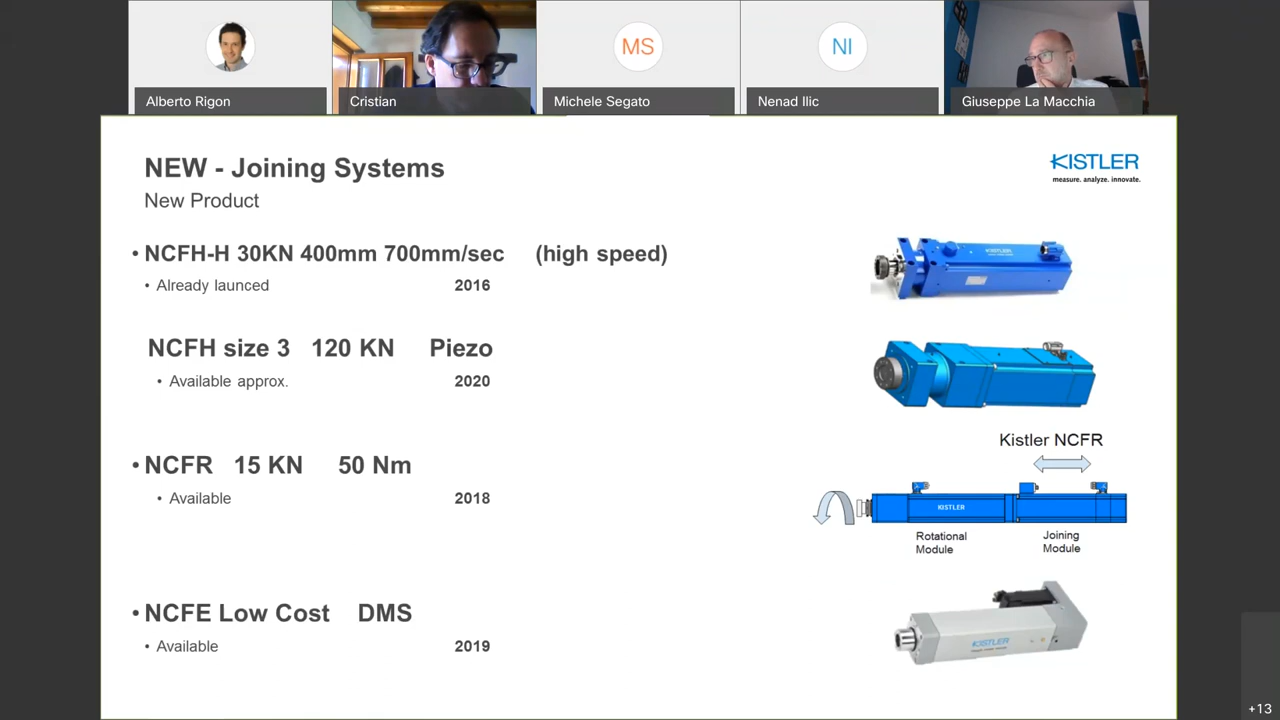 MS
NI
Alberto Rigon
Cristian
Michele Segato
Nenad Ilic
Giuseppe La Macchia
NEW - Joining Systems
KISTLER
measure. analyze. innovate.
New Product
• NCFH-H 30KN 400mm 700mm/sec (high speed)
• Already launced 2016
KISTLER
NCFH size 3 120 KN Piezo
• Available approx. 2020
Kistler NCFR
• NCFR 15 KN 50 Nm
• Available 2018
KISTLER
Rotational
Module
Joining
Module
• NCFE Low Cost DMS
• Available 2019
KISTLER
+13